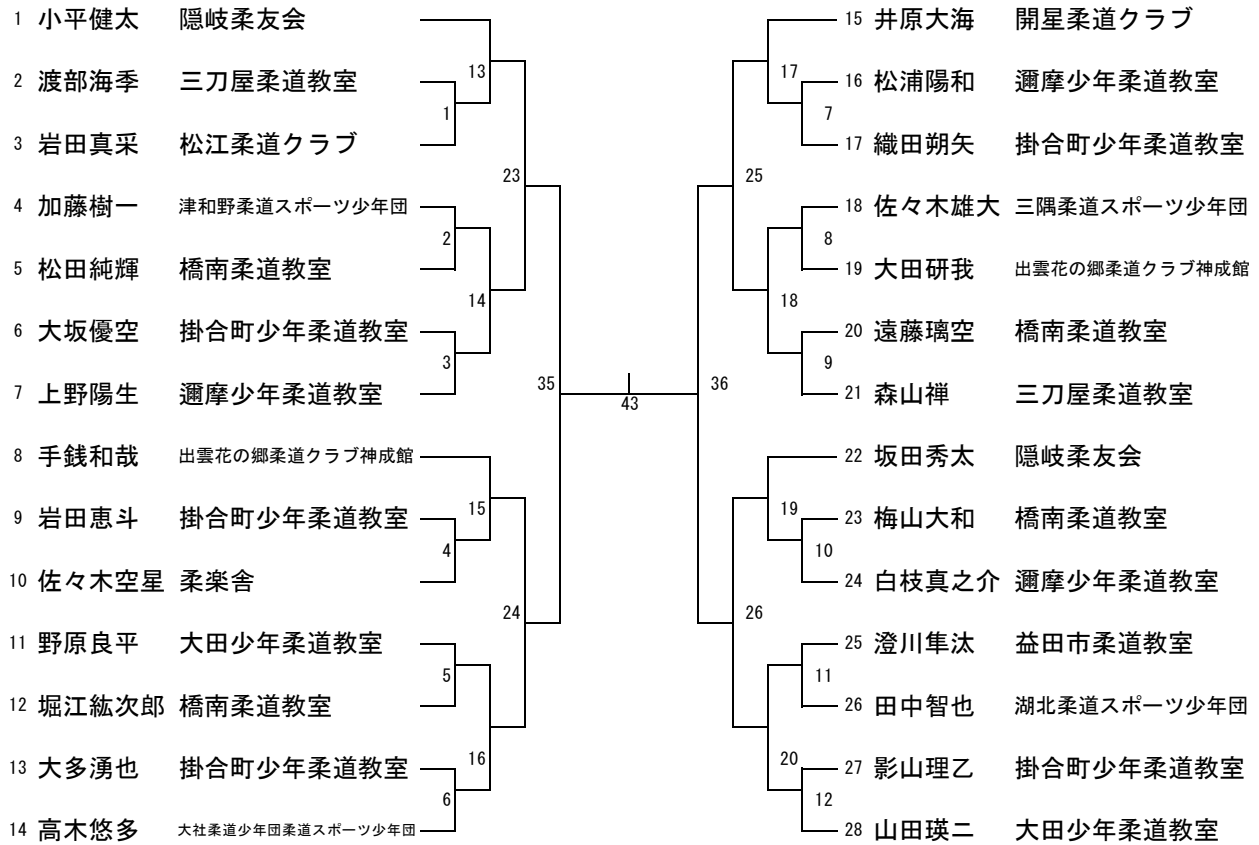 1 小平健太 隠岐柔友会
2 渡部海季 三刀屋柔道教室
3 岩田真采 松江柔道クラブ
4 加藤樹一 津和野柔道スポーツ少年団
5 松田純輝 橋南柔道教室
6 大坂優空 掛合町少年柔道教室
7 上野陽生 邇摩少年柔道教室
8 手銭和哉 出雲花の郷柔道クラブ神成館
9 岩田恵斗 掛合町少年柔道教室
10 佐々木空星 柔楽舎
11 野原良平 大田少年柔道教室
12 堀江紘次郎 橋南柔道教室
13 大多湧也 掛合町少年柔道教室
14 高木悠多 大社柔道少年団柔道スポーツ少年団
13
1
23
2
14
3
35
15
4
24
5
16
6
43
36
17
7
25
8
18
9
19
10
26
11
20
12
15 井原大海 開星柔道クラブ
16 松浦陽和 邇摩少年柔道教室
17 織田朔矢 掛合町少年柔道教室
18 佐々木雄大 三隅柔道スポーツ少年団
19 大田研我 出雲花の郷柔道クラブ神成館
20 遠藤璃空 橋南柔道教室
21 森山禅 三刀屋柔道教室
22 坂田秀太 隠岐柔友会
23 梅山大和 橋南柔道教室
24 白枝真之介 邇摩少年柔道教室
25 澄川隼汰 益田市柔道教室
26 田中智也 湖北柔道スポーツ少年団
27 影山理乙 掛合町少年柔道教室
28 山田瑛二 大田少年柔道教室